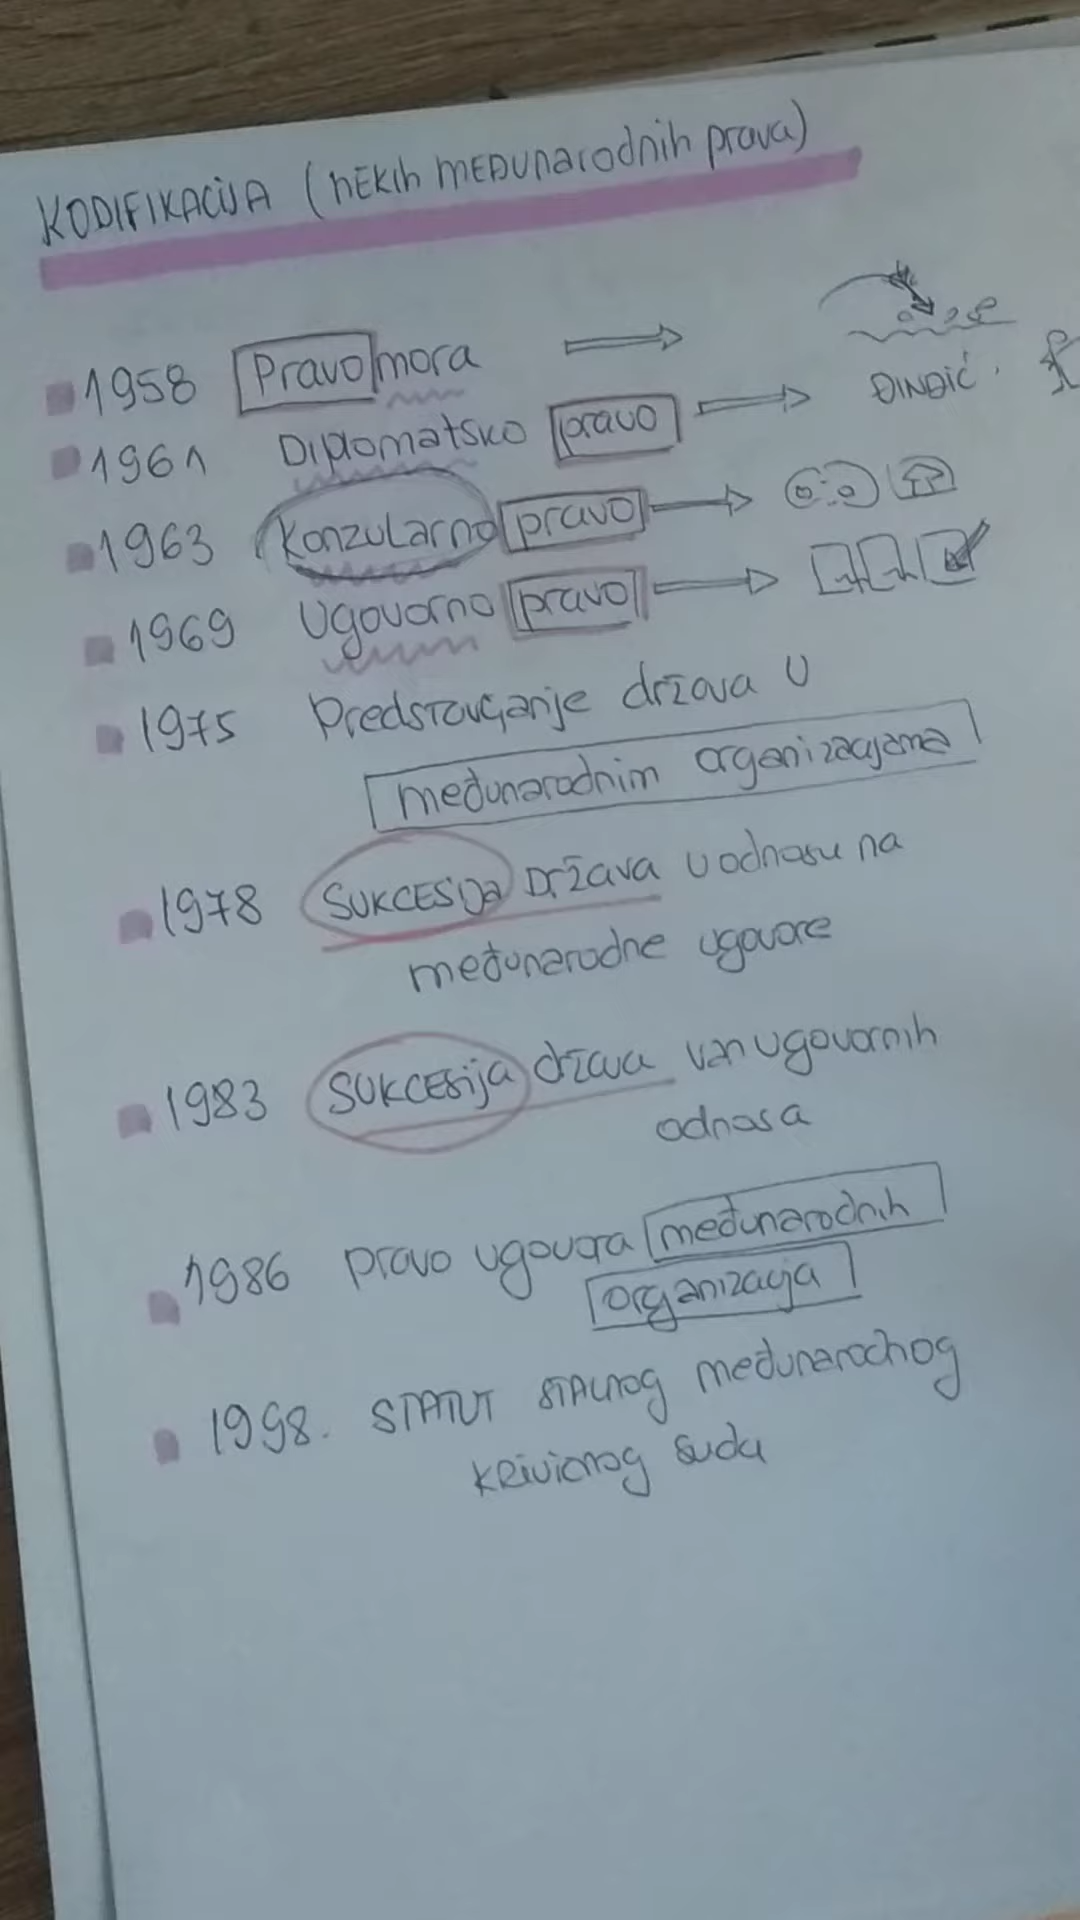 KODIFIKACIJA (nEKih mEĐUnarodnih prava)
1958 Pravo mora
1961 Diplomatsko pravo ĐINĐIĆ.
1963 Konzularno pravo
1969 Ugovorno pravo
1975 Predstavljanje država U
međunarodnim organizacijama
1978 SUKCESIJA Država u odnosu na
međunarodne ugovore
1983 SUKCESija država van ugovornih
odnosa
1986 pravo ugovora međunarodnih
organizacija
1998. STATUT STALnog međunarodnog
KRivičnog suda